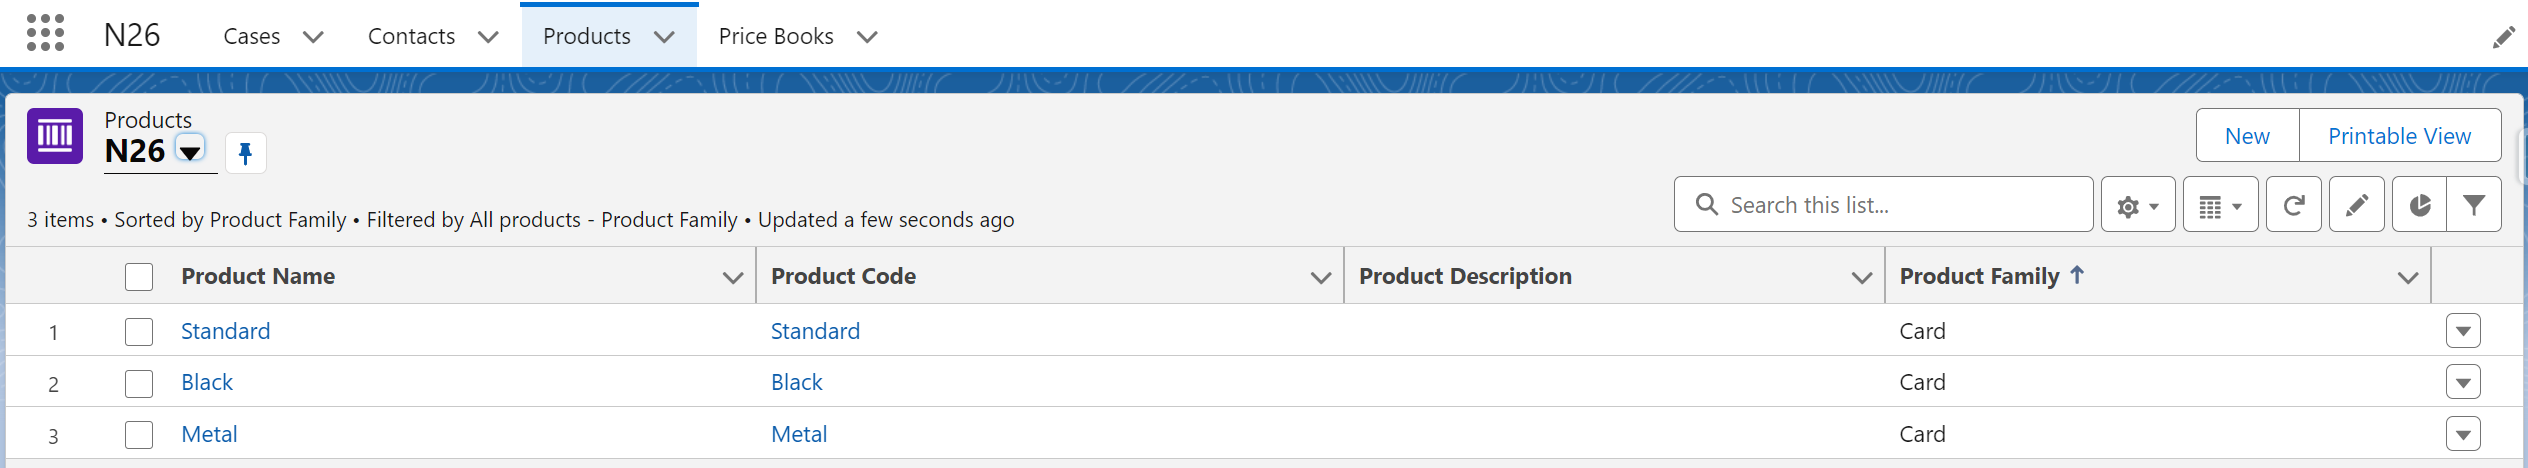 N26 Cases Contacts Products Price Books
Products
N26
New Printable View
3 items • Sorted by Product Family • Filtered by All products - Product Family • Updated a few seconds ago
Search this list...
Product Name Product Code Product Description Product Family
1 Standard Standard Card
2 Black Black Card
3 Metal Metal Card